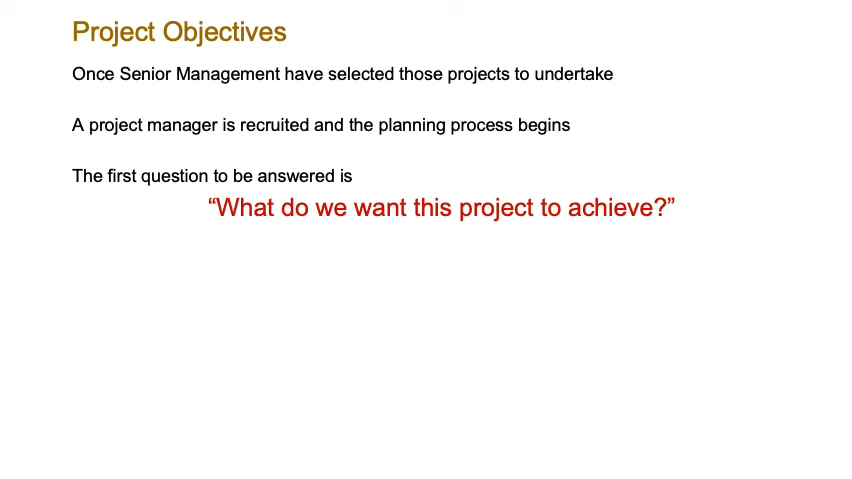 Project Objectives
Once Senior Management have selected those projects to undertake
A project manager is recruited and the planning process begins
The first question to be answered is
“What do we want this project to achieve?”